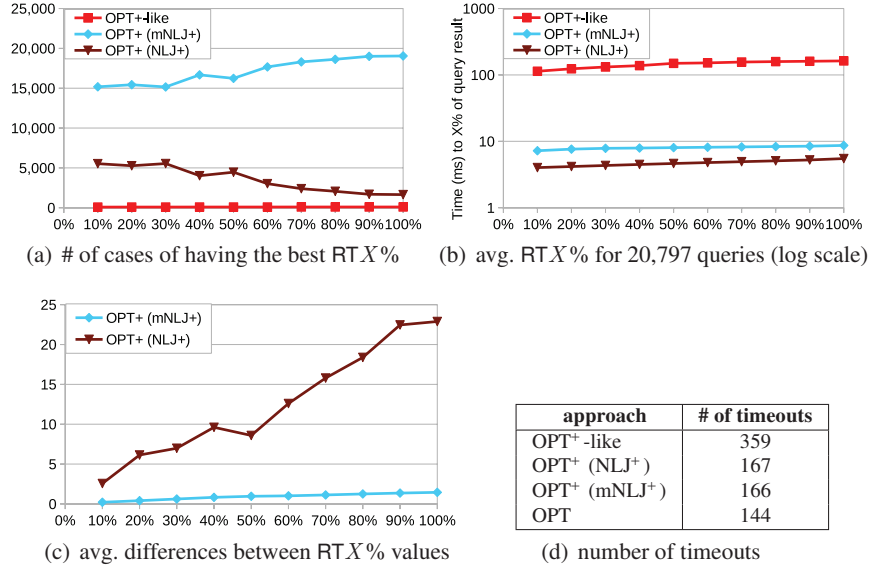 OPT+-like
OPT+ (mNLJ+)
OPT+ (NLJ+)
20,000
15,000
10,000
5,000
0
0% 10% 20% 30% 40% 50% 60% 70% 80% 90% 100%
(a) # of cases of having the best RTX%
Time (ms) to X% of query result
OPT+-like
OPT+ (mNLJ+)
OPT+ (NLJ+)
1000
100
10
1
0% 10% 20% 30% 40% 50% 60% 70% 80% 90% 100%
(b) avg. RTX% for 20,797 queries (log scale)
OPT+ (mNLJ+)
OPT+ (NLJ+)
25
20
15
10
5
0
0% 10% 20% 30% 40% 50% 60% 70% 80% 90% 100%
(c) avg. differences between RTX% values
approach # of timeouts
OPT⁺-like 359
OPT⁺ (NLJ⁺) 167
OPT⁺ (mNLJ⁺) 166
OPT 144
(d) number of timeouts